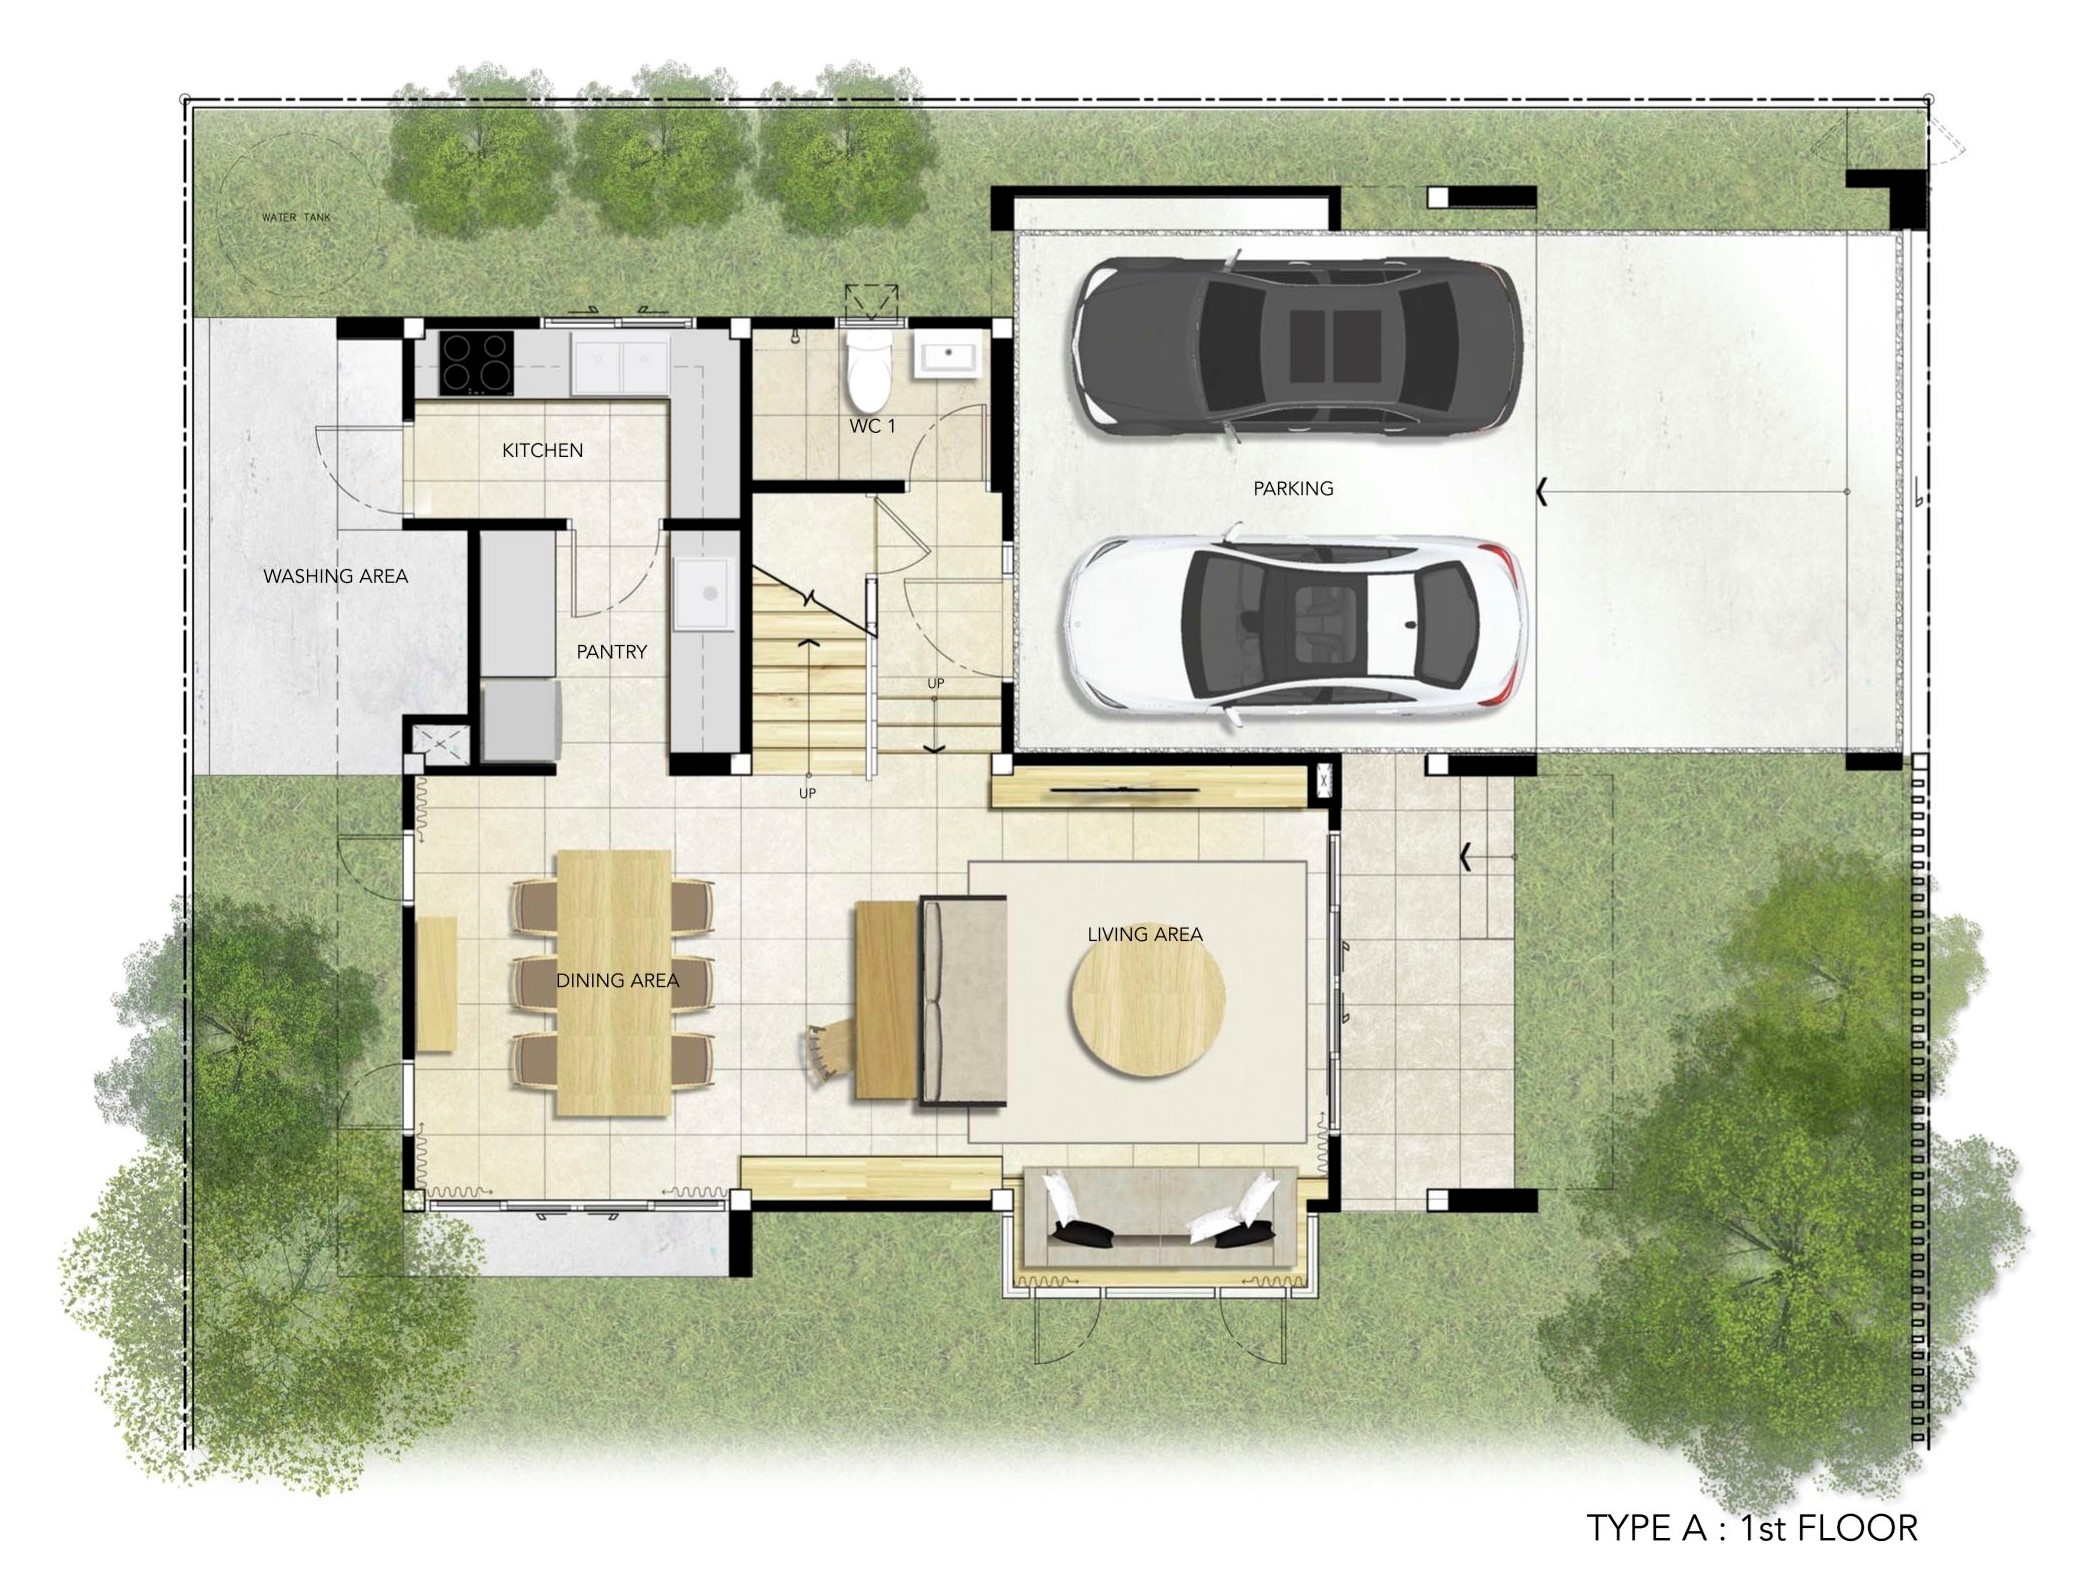 WATER TANK
WC 1
KITCHEN
PARKING
WASHING AREA
PANTRY
UP
UP
LIVING AREA
DINING AREA
TYPE A : 1st FLOOR